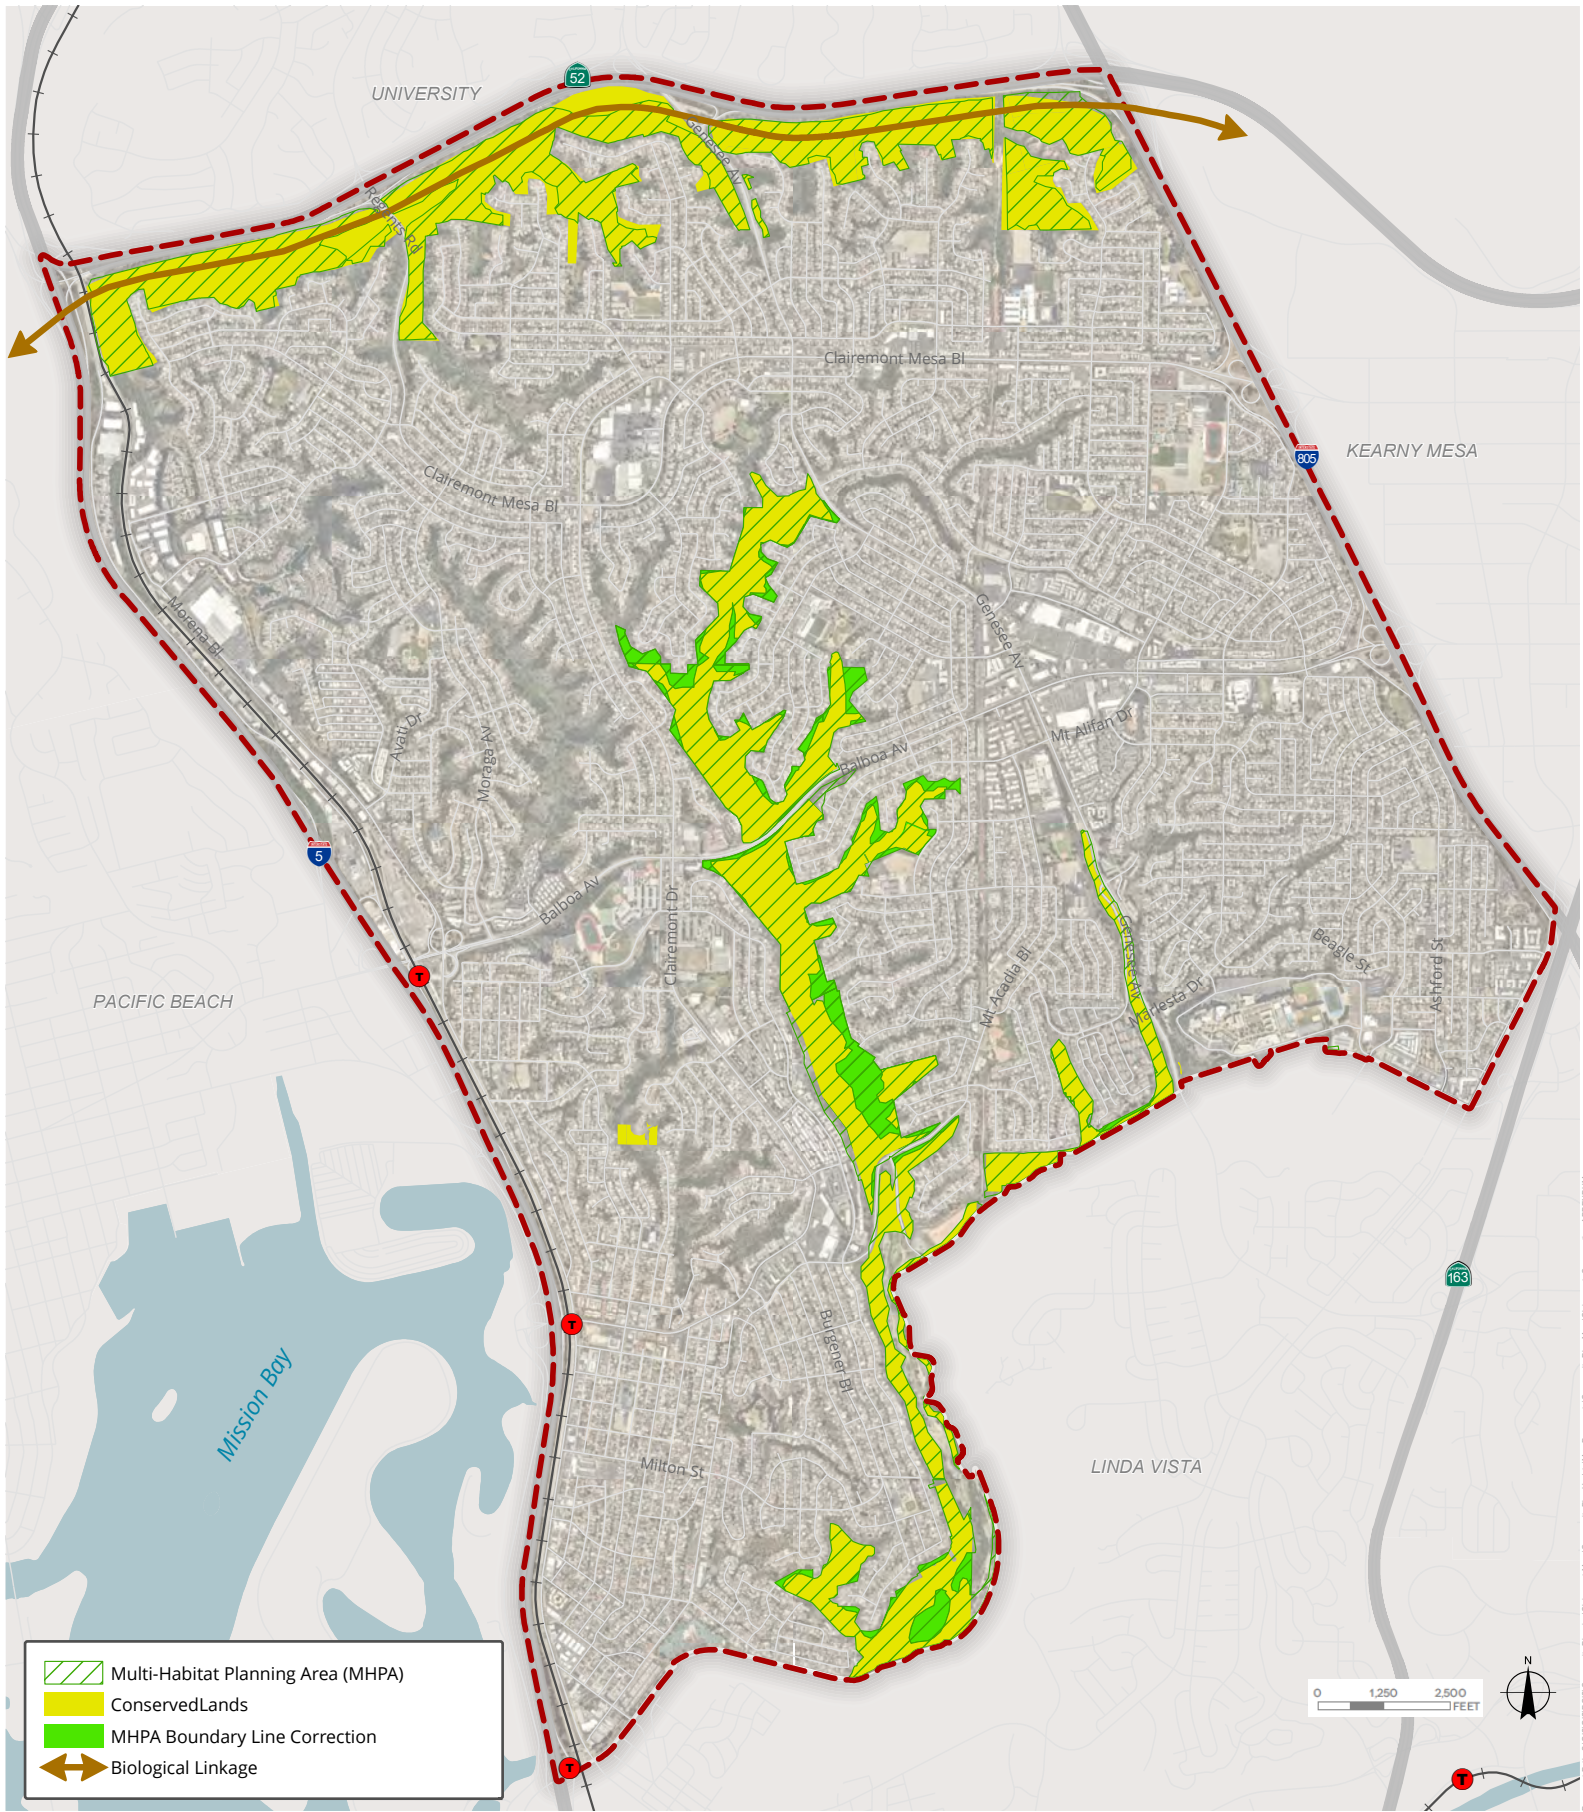 CALIFORNIA
52
UNIVERSITY
Genesee Av
Regents Rd
Clairemont Mesa Bl
KEARNY MESA
805
Clairemont Mesa Bl
Genesee Av
Morena Bl
Avati Dr
Moraga Av
Mt Alifan Dr
Balboa Av
5
Balboa Av
Clairemont Dr
Genesee Av
Beagle St
Ashford St
Mt Acadia Bl
T
PACIFIC BEACH
163
T
Burgener Bl
Mission Bay
Milton St
LINDA VISTA
Multi-Habitat Planning Area (MHPA)
ConservedLands
MHPA Boundary Line Correction
Biological Linkage
N
0 1,250 2,500
FEET
T
T